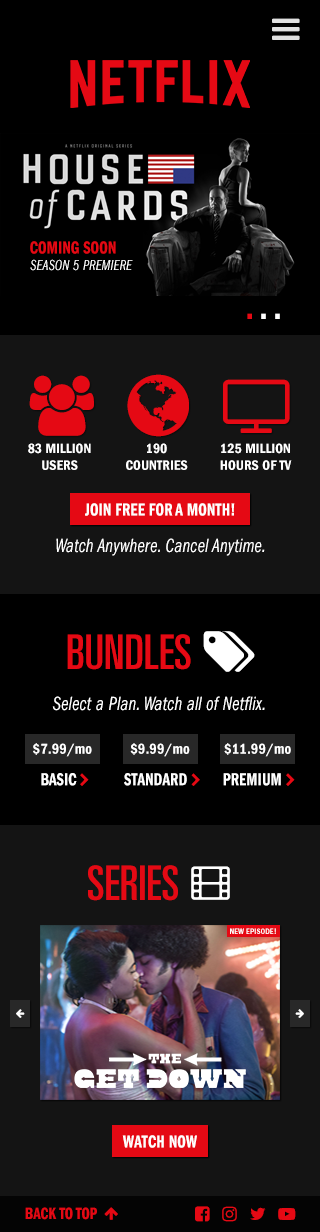 NETFLIX
A NETFLIX ORIGINAL SERIES
HOUSE
of CARDS
COMING SOON
SEASON 5 PREMIERE
83 MILLION
USERS
190
COUNTRIES
125 MILLION
HOURS OF TV
JOIN FREE FOR A MONTH!
Watch Anywhere. Cancel Anytime.
BUNDLES
Select a Plan. Watch all of Netflix.
$7.99/mo
BASIC
$9.99/mo
STANDARD
$11.99/mo
PREMIUM
SERIES
NEW EPISODE!
THE
GET DOWN
WATCH NOW
BACK TO TOP